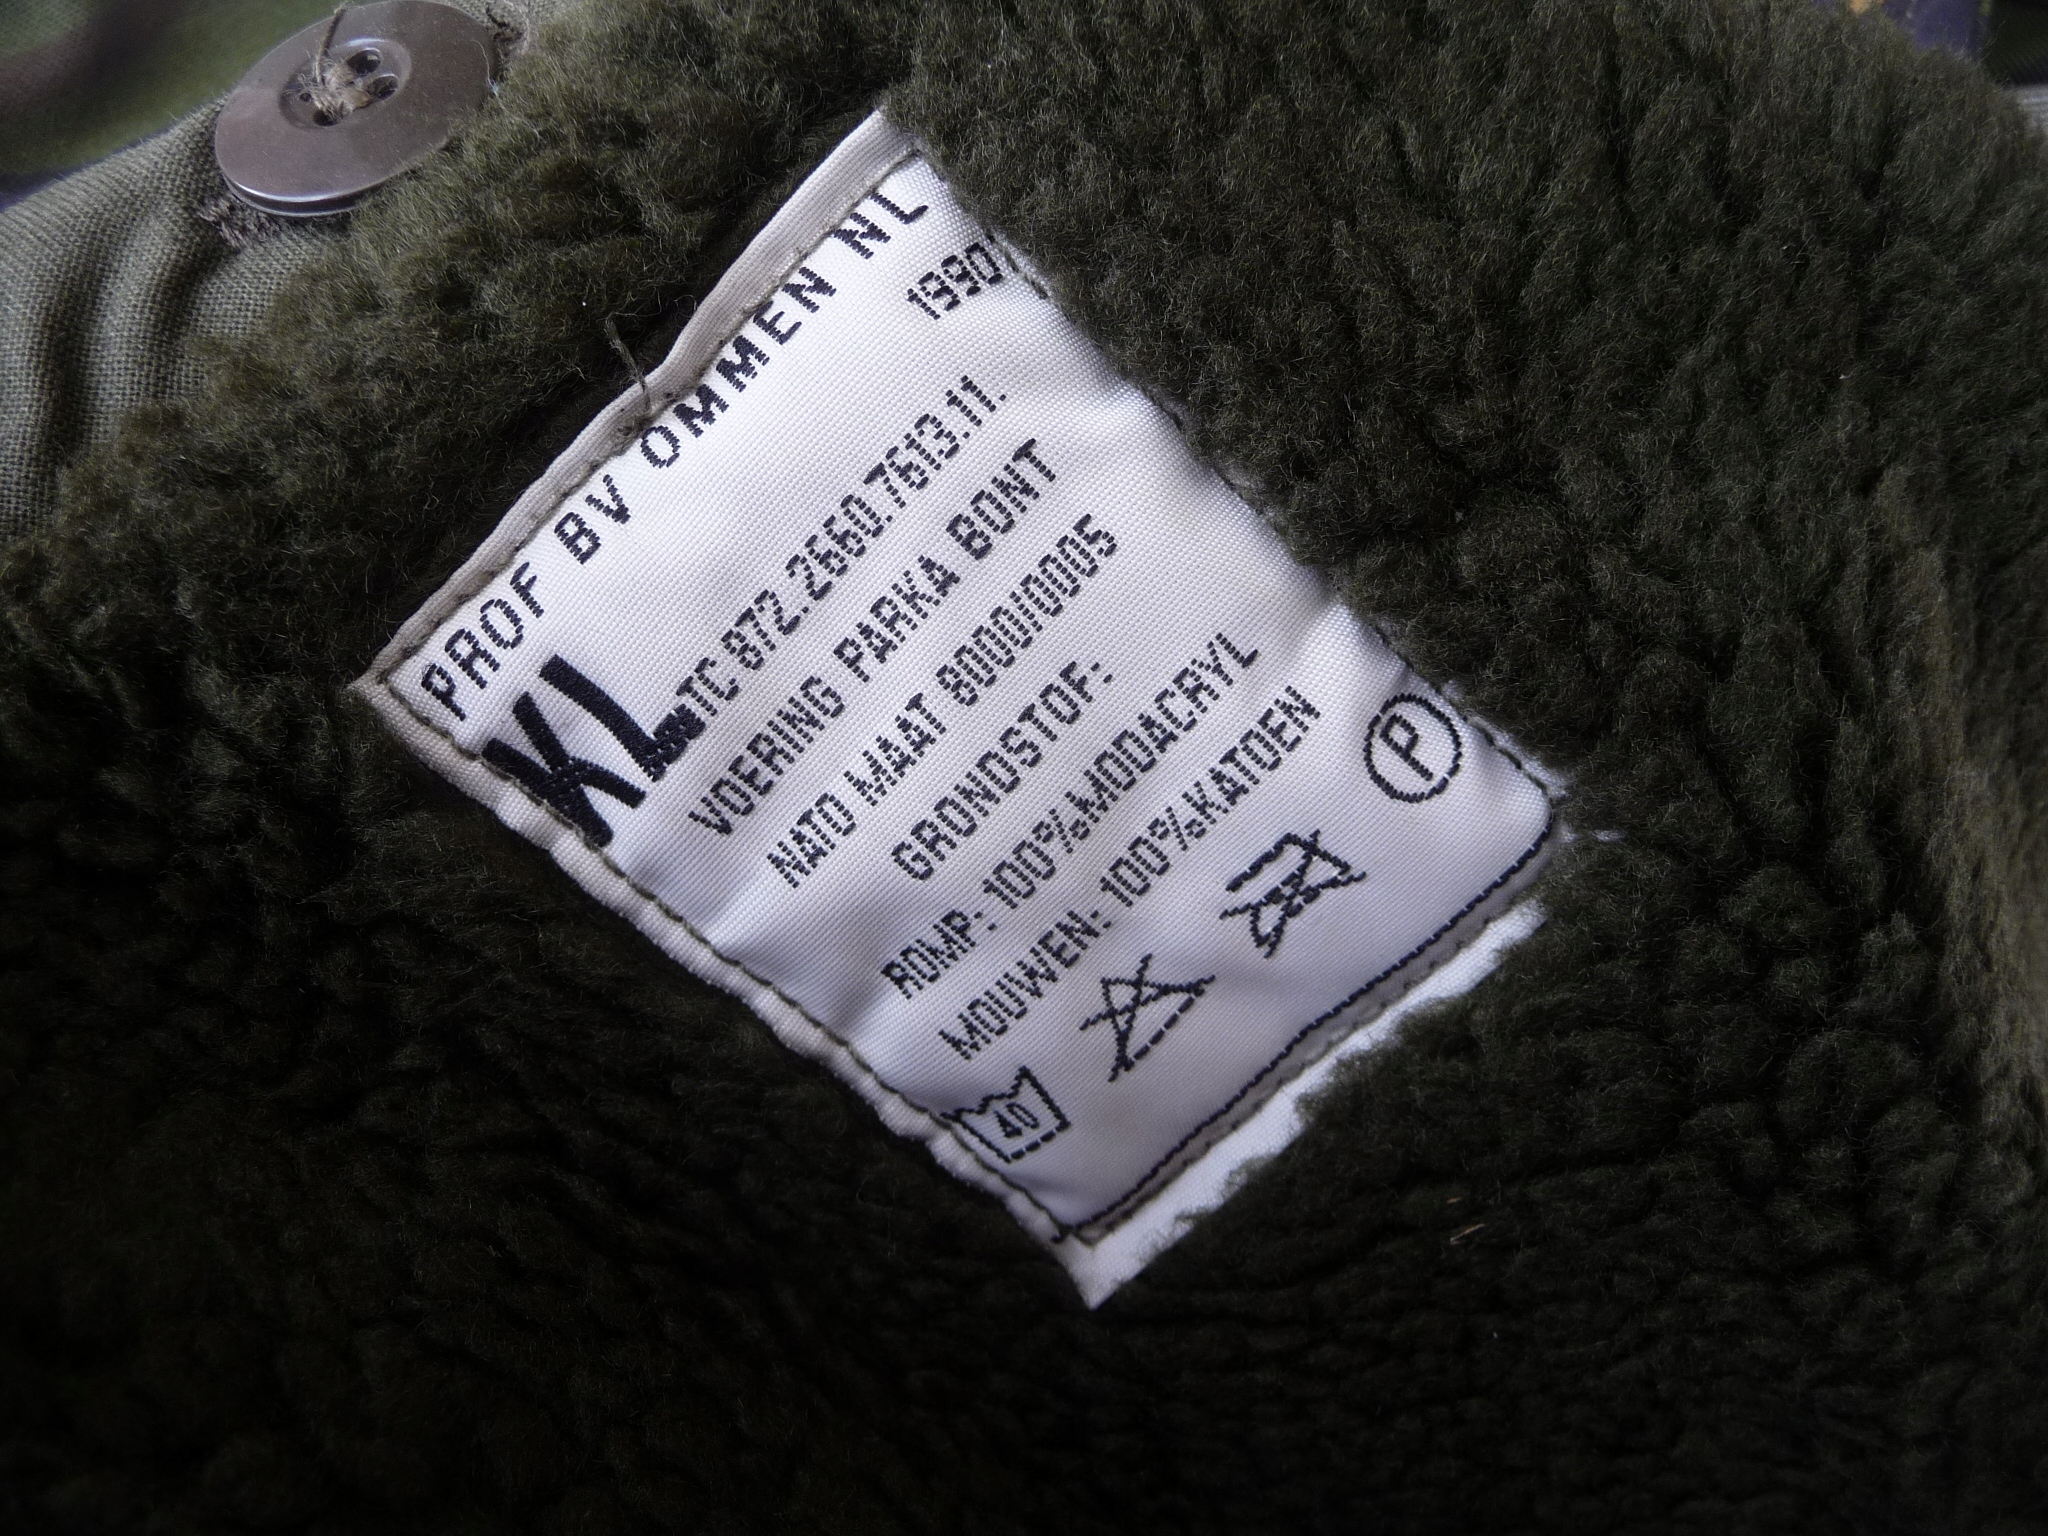 PROF BV OMMEN NL
1990
KL TC 872.2660.7613.11.
VOERING PARKA BONT
NATO MAAT 8000/0005
GRONDSTOF:
ROMP: 100%MODACRYL
MOUWEN: 100%KATOEN
40
P